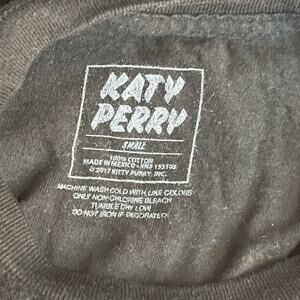 KATY
PERRY
SMALL
100% COTTON
MADE IN MEXICO - RN#
© 2017 KITTY PURRY, INC.
MACHINE WASH COLD WITH LIKE COLORS
ONLY NON-CHLORINE BLEACH
TUMBLE DRY LOW
DO NOT IRON IF DECORATED